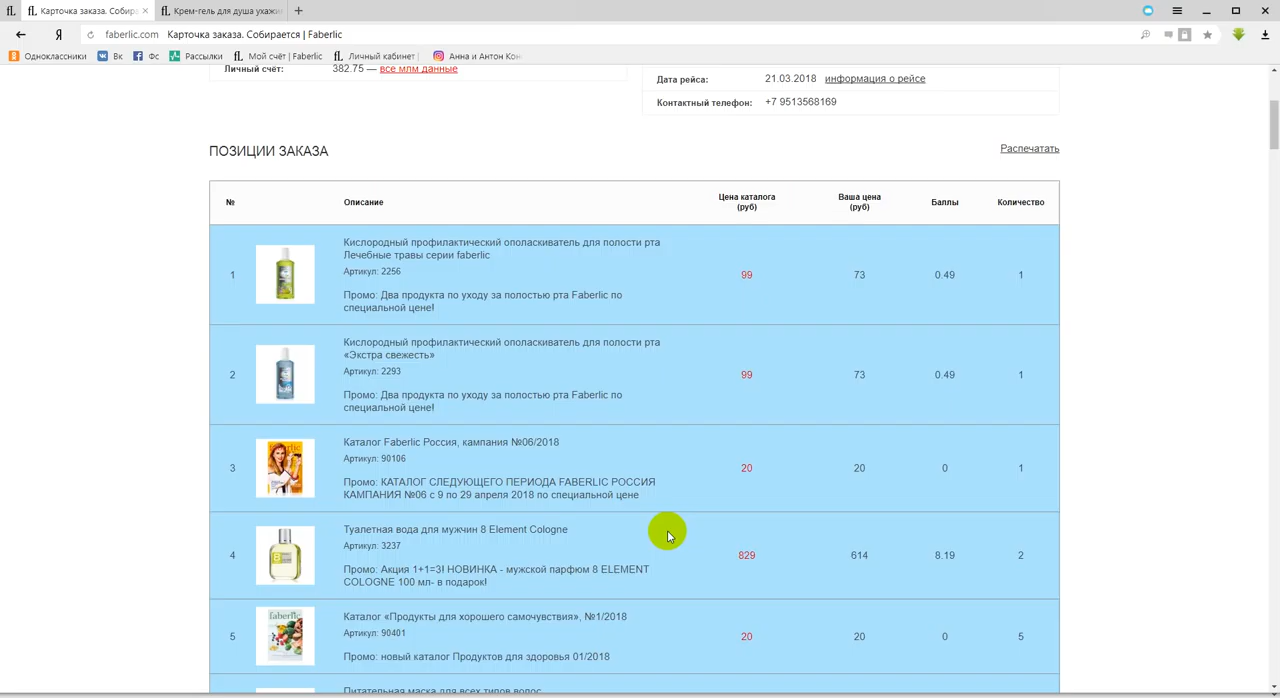 Карточка заказа. Собира
Крем-гель для душа ухажи
faberlic.com Карточка заказа. Собирается | Faberlic
Одноклассники Вк Фс Рассылки Мой счёт | Faberlic Личный кабинет Анна и Антон Кон
Личный счёт: 382.75 — все млм данные
Дата рейса: 21.03.2018 информация о рейсе
Контактный телефон: +7 9513568169
ПОЗИЦИИ ЗАКАЗА
Распечатать
№ Описание Цена каталога (руб) Ваша цена (руб) Баллы Количество
Кислородный профилактический ополаскиватель для полости рта
Лечебные травы серии faberlic
Артикул: 2256
1 99 73 0.49 1
Промо: Два продукта по уходу за полостью рта Faberlic по
специальной цене!
Кислородный профилактический ополаскиватель для полости рта
«Экстра свежесть»
Артикул: 2293
2 99 73 0.49 1
Промо: Два продукта по уходу за полостью рта Faberlic по
специальной цене!
Каталог Faberlic Россия, кампания №06/2018
Артикул: 90106
3 20 20 0 1
Промо: КАТАЛОГ СЛЕДУЮЩЕГО ПЕРИОДА FABERLIC РОССИЯ
КАМПАНИЯ №06 с 9 по 29 апреля 2018 по специальной цене
Туалетная вода для мужчин 8 Element Cologne
Артикул: 3237
4 829 614 8.19 2
Промо: Акция 1+1=3! НОВИНКА - мужской парфюм 8 ELEMENT
COLOGNE 100 мл- в подарок!
Каталог «Продукты для хорошего самочувствия», №1/2018
Артикул: 90401
5 faberlic 20 20 0 5
Промо: новый каталог Продуктов для здоровья 01/2018
Питательная маска для всех типов волос